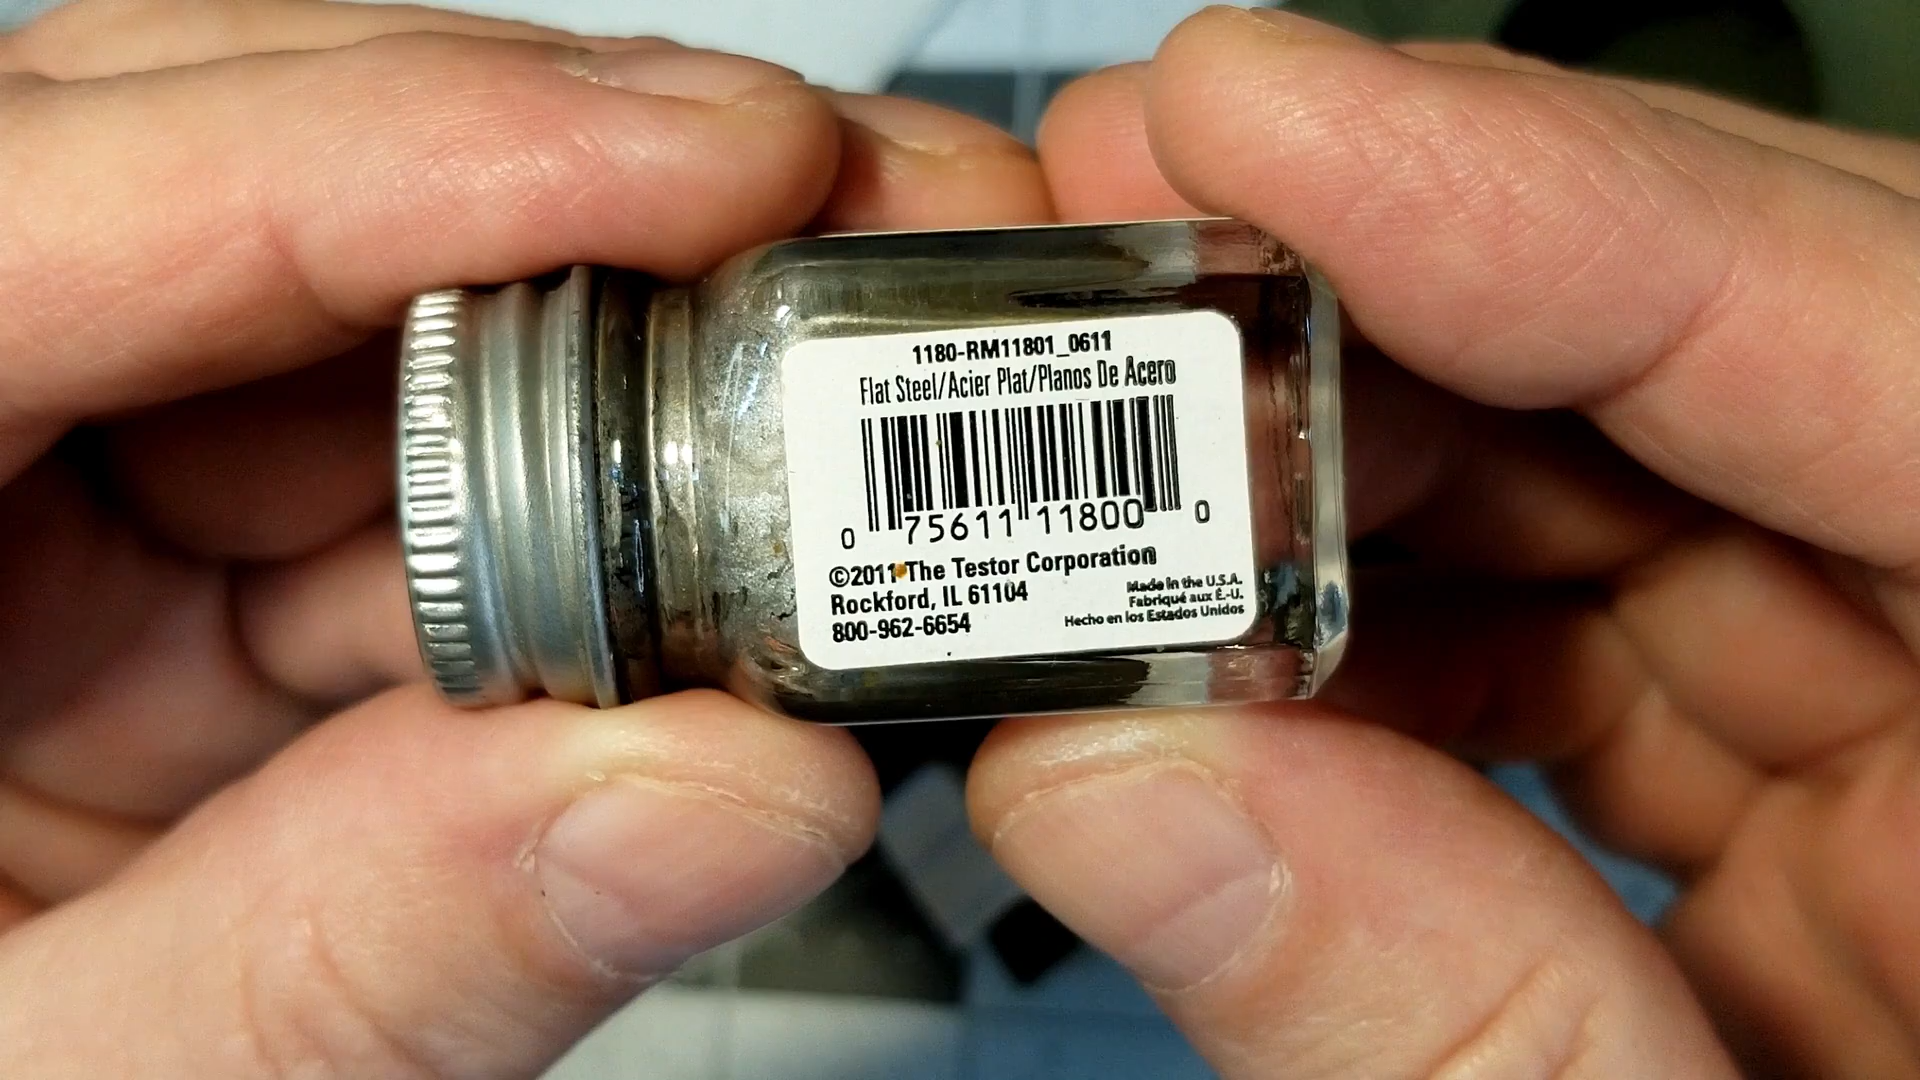 1180-RM11801_0611
Flat Steel/Acier Plat/Planos De Acero
0 75611 11800 0
©2011 The Testor Corporation
Rockford, IL 61104
800-962-6654
Made in the U.S.A.
Fabriqué aux É.-U.
Hecho en los Estados Unidos